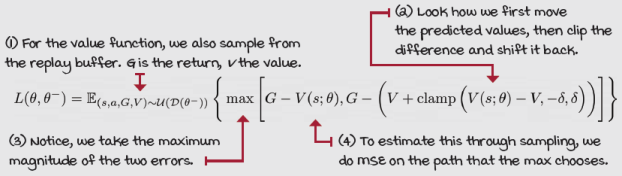 (1) For the value function, we also sample from
the replay buffer. G is the return, V the value.
(2) Look how we first move
the predicted values, then clip the
difference and shift it back.
L(θ, θ⁻) = 𝔼₍ₛ,ₐ,G,V₎∼𝒰(𝒟(θ⁻)) { max [ G − V(s; θ), G − ( V + clamp ( V(s; θ) − V, −δ, δ ) ) ] }
(3) Notice, we take the maximum
magnitude of the two errors.
(4) To estimate this through sampling, we
do MSE on the path that the max chooses.